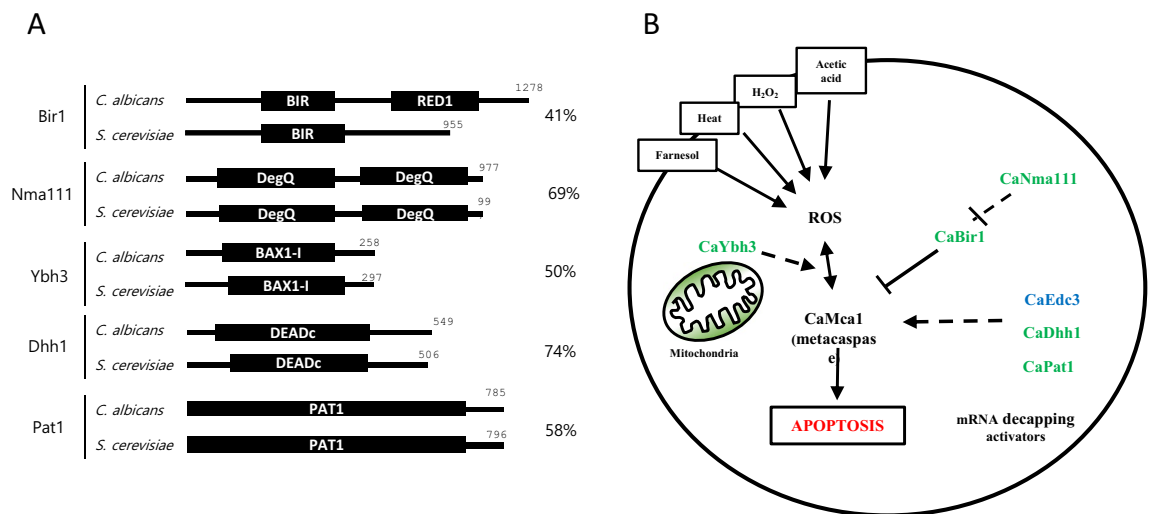 A
Bir1
C. albicans
BIR
RED1
1278
S. cerevisiae
BIR
955
41%
Nma111
C. albicans
DegQ
DegQ
977
S. cerevisiae
DegQ
DegQ
99
69%
Ybh3
C. albicans
BAX1-I
258
S. cerevisiae
BAX1-I
297
50%
Dhh1
C. albicans
DEADc
549
S. cerevisiae
DEADc
506
74%
Pat1
C. albicans
PAT1
785
S. cerevisiae
PAT1
796
58%
B
Acetic
acid
H₂O₂
Heat
Farnesol
ROS
CaNma111
CaBir1
CaYbh3
Mitochondria
CaMca1
(metacaspas
e)
CaEdc3
CaDhh1
CaPat1
APOPTOSIS
mRNA decapping
activators